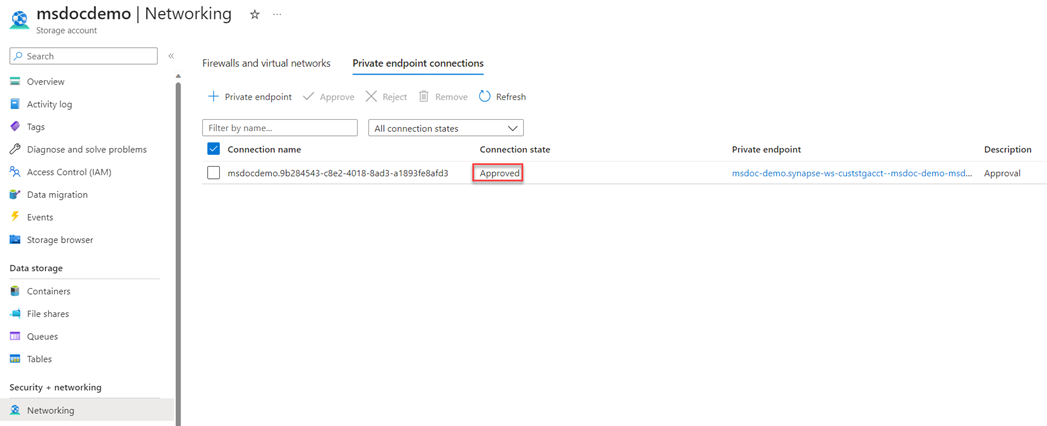 msdocdemo | Networking ☆ ...
Storage account
Search
«
Overview
Activity log
Tags
Diagnose and solve problems
Access Control (IAM)
Data migration
Events
Storage browser
Data storage
Containers
File shares
Queues
Tables
Security + networking
Networking
Firewalls and virtual networks Private endpoint connections
+ Private endpoint Approve Reject Remove Refresh
Filter by name... All connection states
Connection name Connection state Private endpoint Description
msdocdemo.9b284543-c8e2-4018-8ad3-a1893fe8afd3 Approved msdoc-demo.synapse-ws-custstgacct--msdoc-demo-msd... Approval